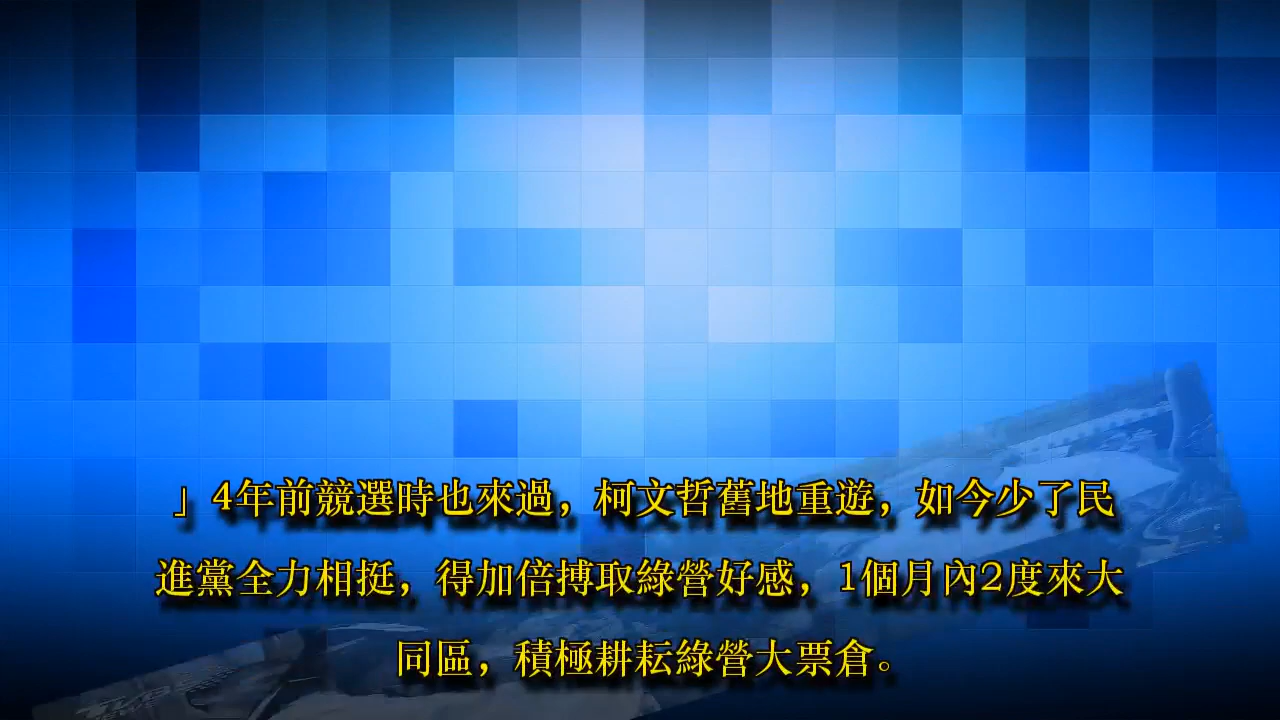 」4年前競選時也來過，柯文哲舊地重遊，如今少了民
進黨全力相挺，得加倍搏取綠營好感，1個月內2度來大
同區，積極耕耘綠營大票倉。